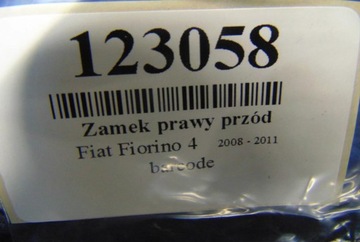 123058
Zamek prawy przód
Fiat Fiorino 4 2008 - 2011
barcode